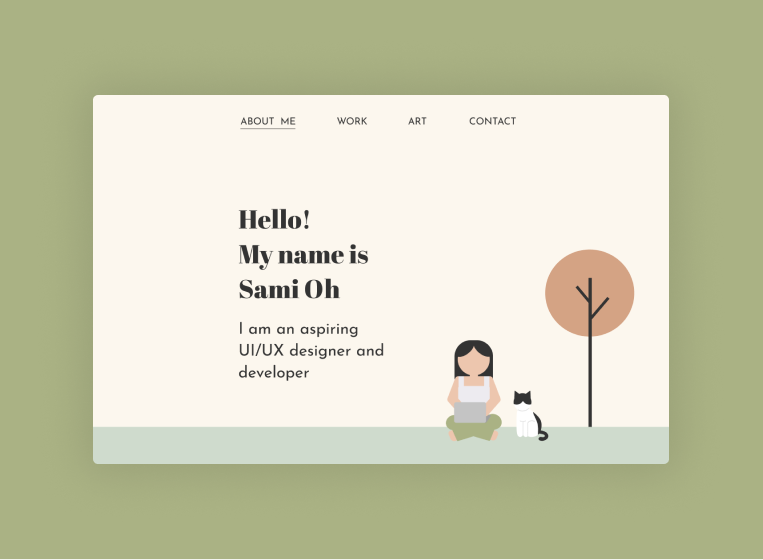 ABOUT ME
WORK
ART
CONTACT
Hello!
My name is
Sami Oh
I am an aspiring
UI/UX designer and
developer